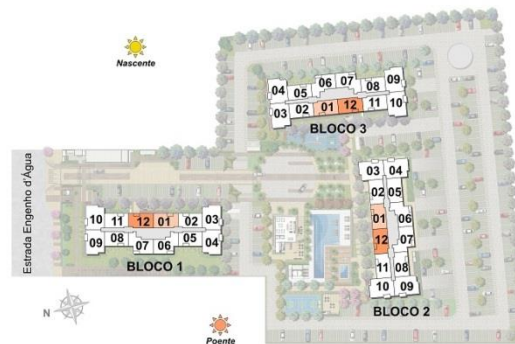 Nascente
06 07
04 05 08 09
03 02 01 12 11 10
BLOCO 3
Estrada Engenho d'Água
03 04
02 05
01 06
12 07
11 08
10 09
BLOCO 2
10 11 12 01 02 03
09 08 07 06 05 04
BLOCO 1
N
Poente